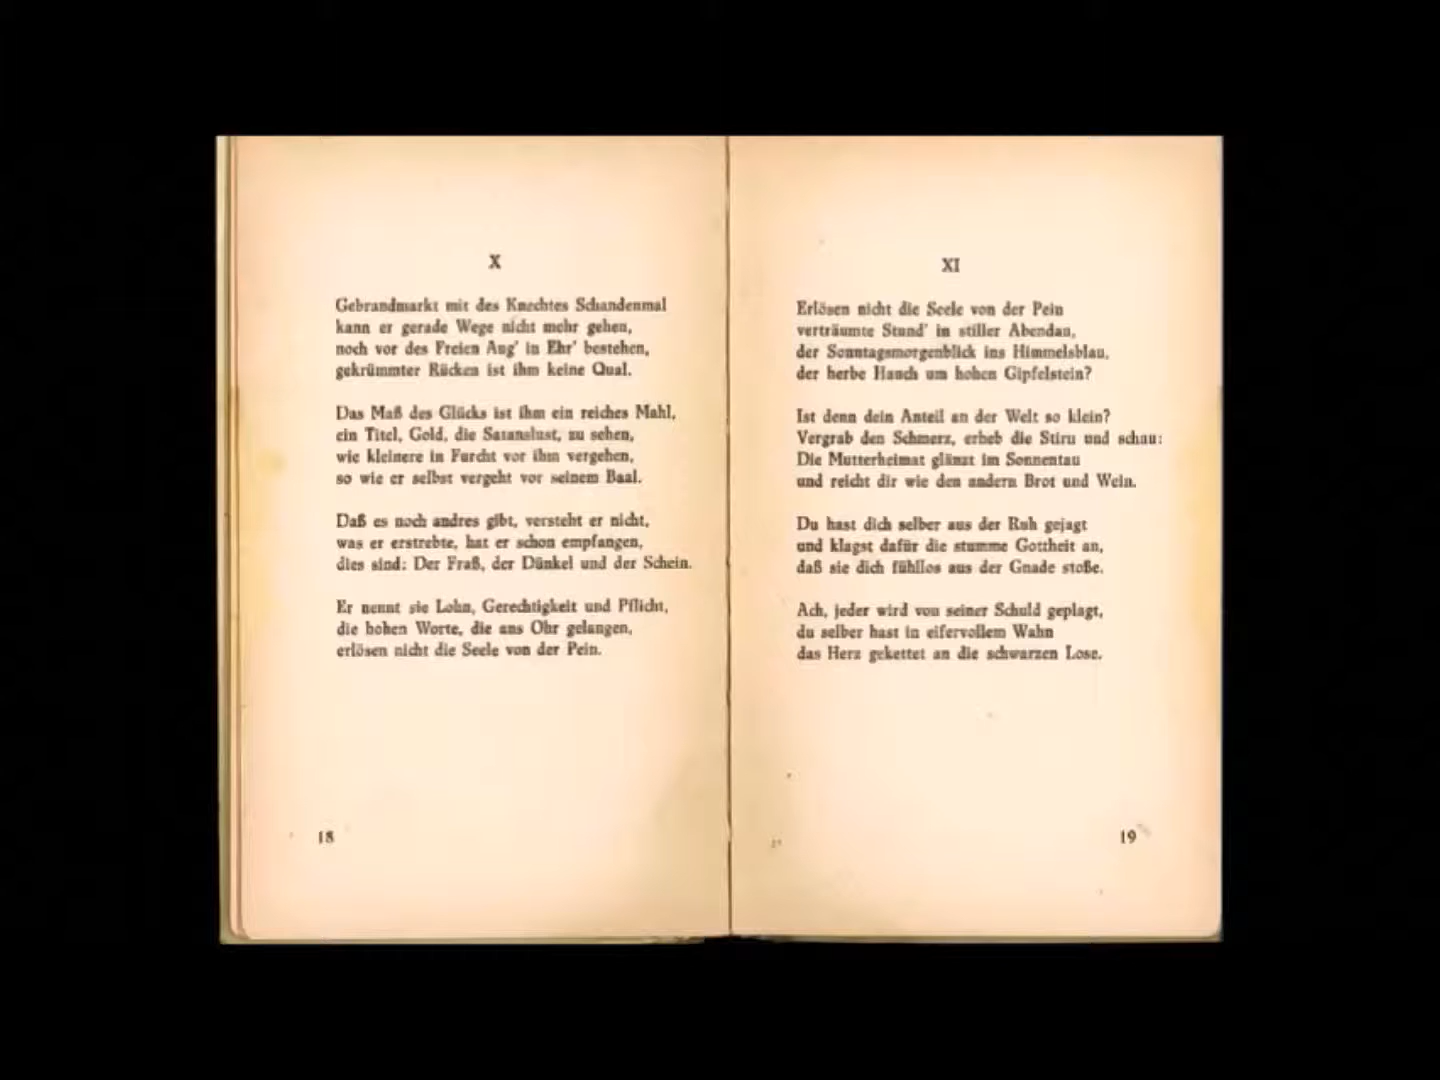 X
Gebrandmarkt mit des Knechtes Schandenmal
kann er gerade Wege nicht mehr gehen,
noch vor des Freien Aug' in Ehr' bestehen,
gekrümmter Rücken ist ihm keine Qual.
Das Maß des Glücks ist ihm ein reiches Mahl,
ein Titel, Gold, die Satanslust, zu sehen,
wie kleinere in Furcht vor ihm vergehen,
so wie er selbst vergeht vor seinem Baal.
Daß es noch andres gibt, versteht er nicht,
was er erstrebte, hat er schon empfangen,
dies sind: Der Fraß, der Dünkel und der Schein.
Er nennt sie Lohn, Gerechtigkeit und Pflicht,
die hohen Worte, die ans Ohr gelangen,
erlösen nicht die Seele von der Pein.
18
XI
Erlösen nicht die Seele von der Pein
verträumte Stund' in stiller Abendau,
der Sonntagsmorgenblick ins Himmelsblau,
der herbe Hauch um hohen Gipfelstein?
Ist denn dein Anteil an der Welt so klein?
Vergrab den Schmerz, erheb die Stirn und schau:
Die Mutterheimat glänzt im Sonnentau
und reicht dir wie den andern Brot und Wein.
Du hast dich selber aus der Ruh gejagt
und klagst dafür die stumme Gottheit an,
daß sie dich fühllos aus der Gnade stoße.
Ach, jeder wird von seiner Schuld geplagt,
du selber hast in eifervollem Wahn
das Herz gekettet an die schwarzen Lose.
19